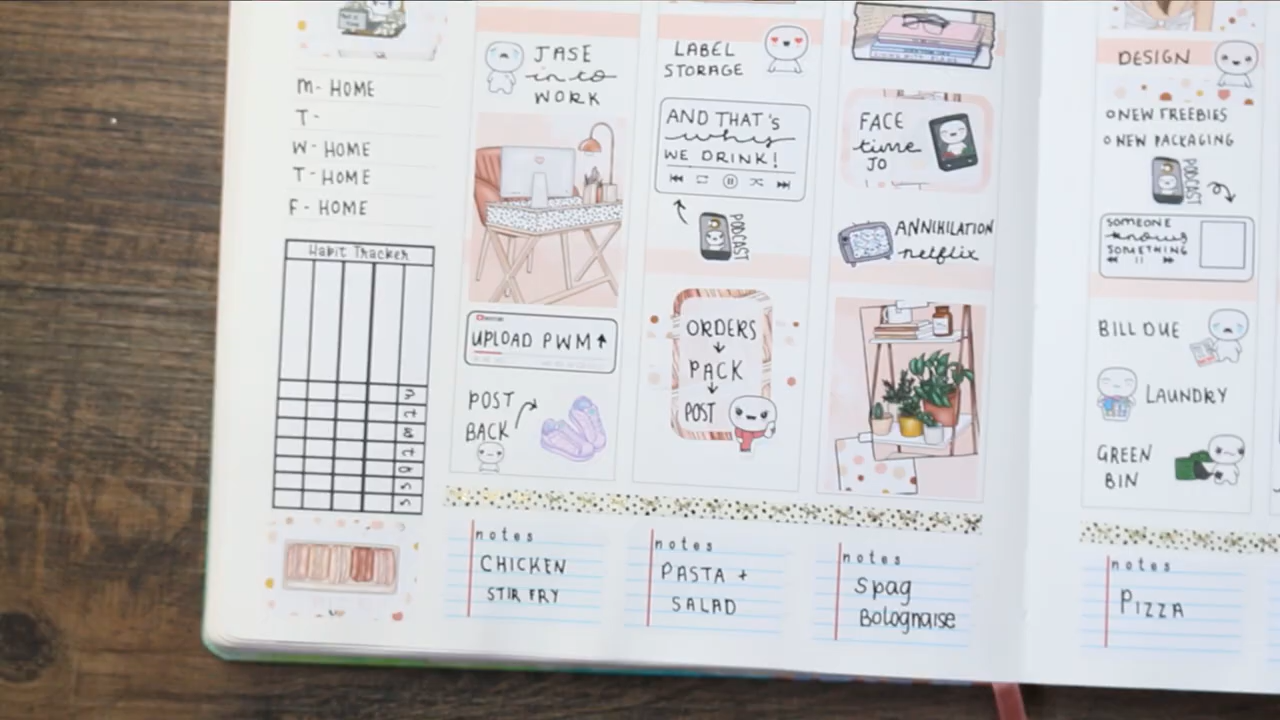 M- HOME
T-
W- HOME
T- HOME
F- HOME
Habit Tracker
M
T
W
T
F
S
S
JASE
into
WORK
UPLOAD PWM↑
POST
BACK
notes
CHICKEN
STIR FRY
LABEL
STORAGE
AND THAT'S
why
WE DRINK!
PODCAST
ORDERS
↓
PACK
↓
POST
notes
PASTA +
SALAD
FACE
time
JO
ANNIHILATION
netflix
notes
Spag
Bolognaise
DESIGN
o NEW FREEBIES
o NEW PACKAGING
PODCAST
SOMEONE
knows
SOMETHING
BILL DUE
LAUNDRY
GREEN
BIN
notes
PIZZA